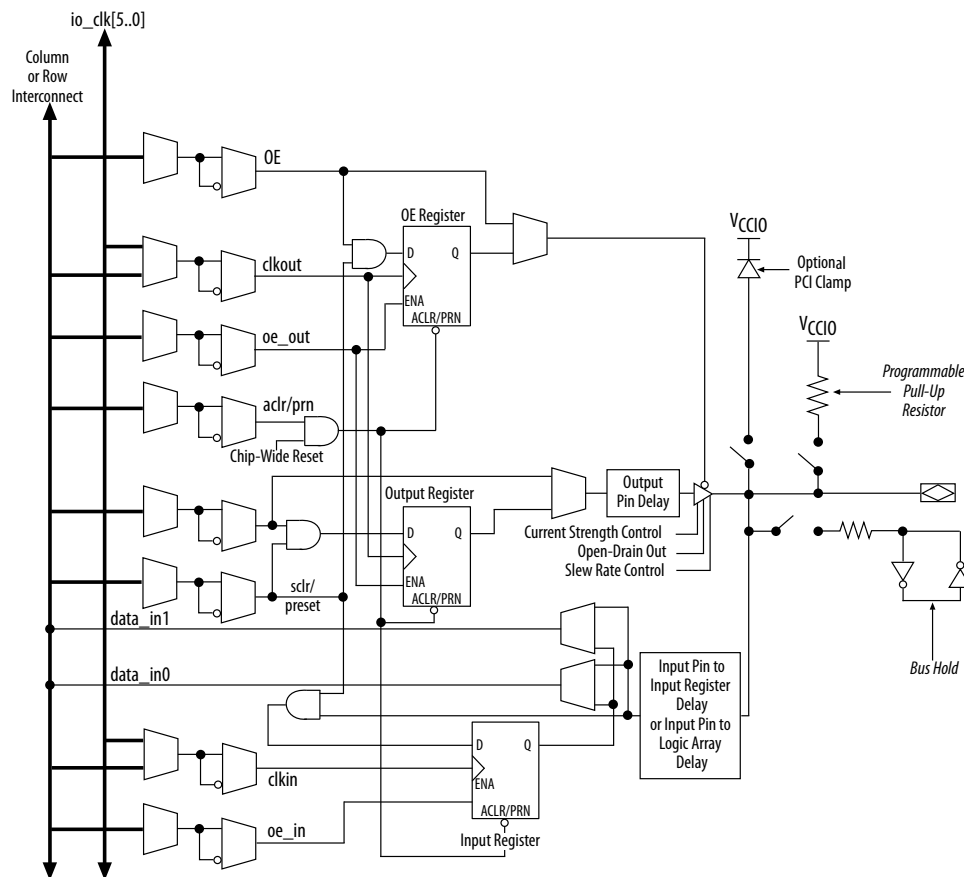 io_clk[5..0]
Column
or Row
Interconnect
OE
OE Register
D Q
ENA
ACLR/PRN
clkout
oe_out
aclr/prn
Chip-Wide Reset
VCCIO
Optional
PCI Clamp
VCCIO
Programmable
Pull-Up
Resistor
Output Register
D Q
ENA
ACLR/PRN
Output
Pin Delay
Current Strength Control
Open-Drain Out
Slew Rate Control
sclr/
preset
data_in1
data_in0
Bus Hold
Input Pin to
Input Register
Delay
or Input Pin to
Logic Array
Delay
D Q
ENA
ACLR/PRN
Input Register
clkin
oe_in